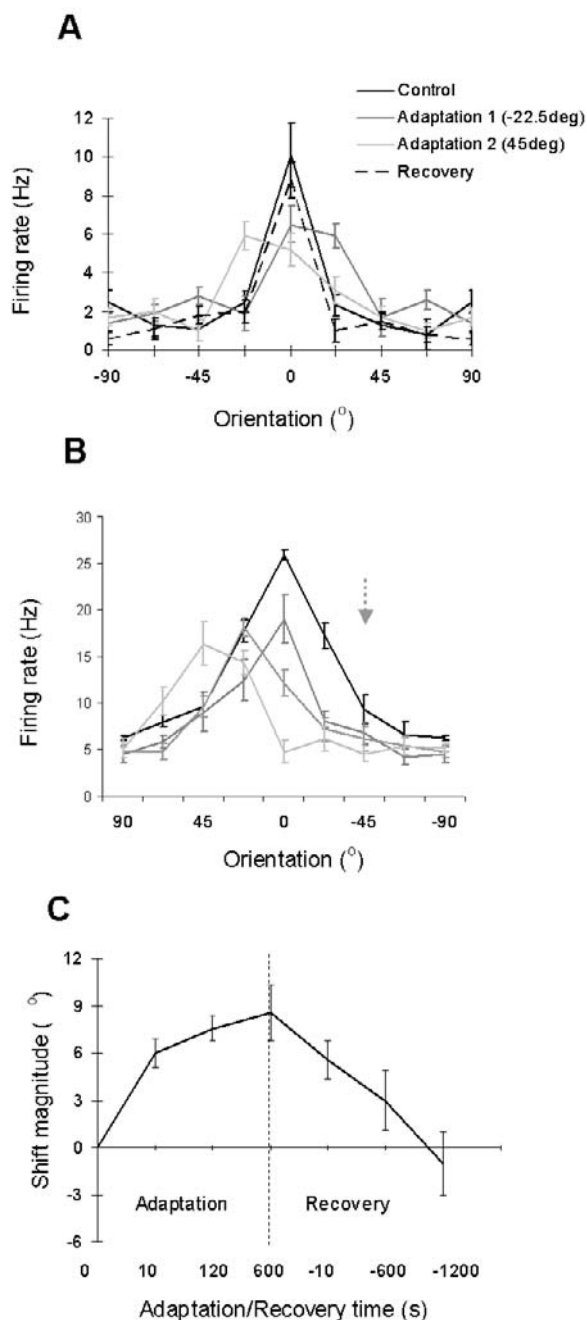 A
Control
Adaptation 1 (-22.5deg)
Adaptation 2 (45deg)
Recovery
Firing rate (Hz)
12
10
8
6
4
2
0
-90 -45 0 45 90
Orientation (°)
B
Firing rate (Hz)
30
25
20
15
10
5
0
90 45 0 -45 -90
Orientation (°)
C
Shift magnitude ( °)
12
9
6
3
0
-3
-6
Adaptation Recovery
0 10 120 600 -10 -600 -1200
Adaptation/Recovery time (s)